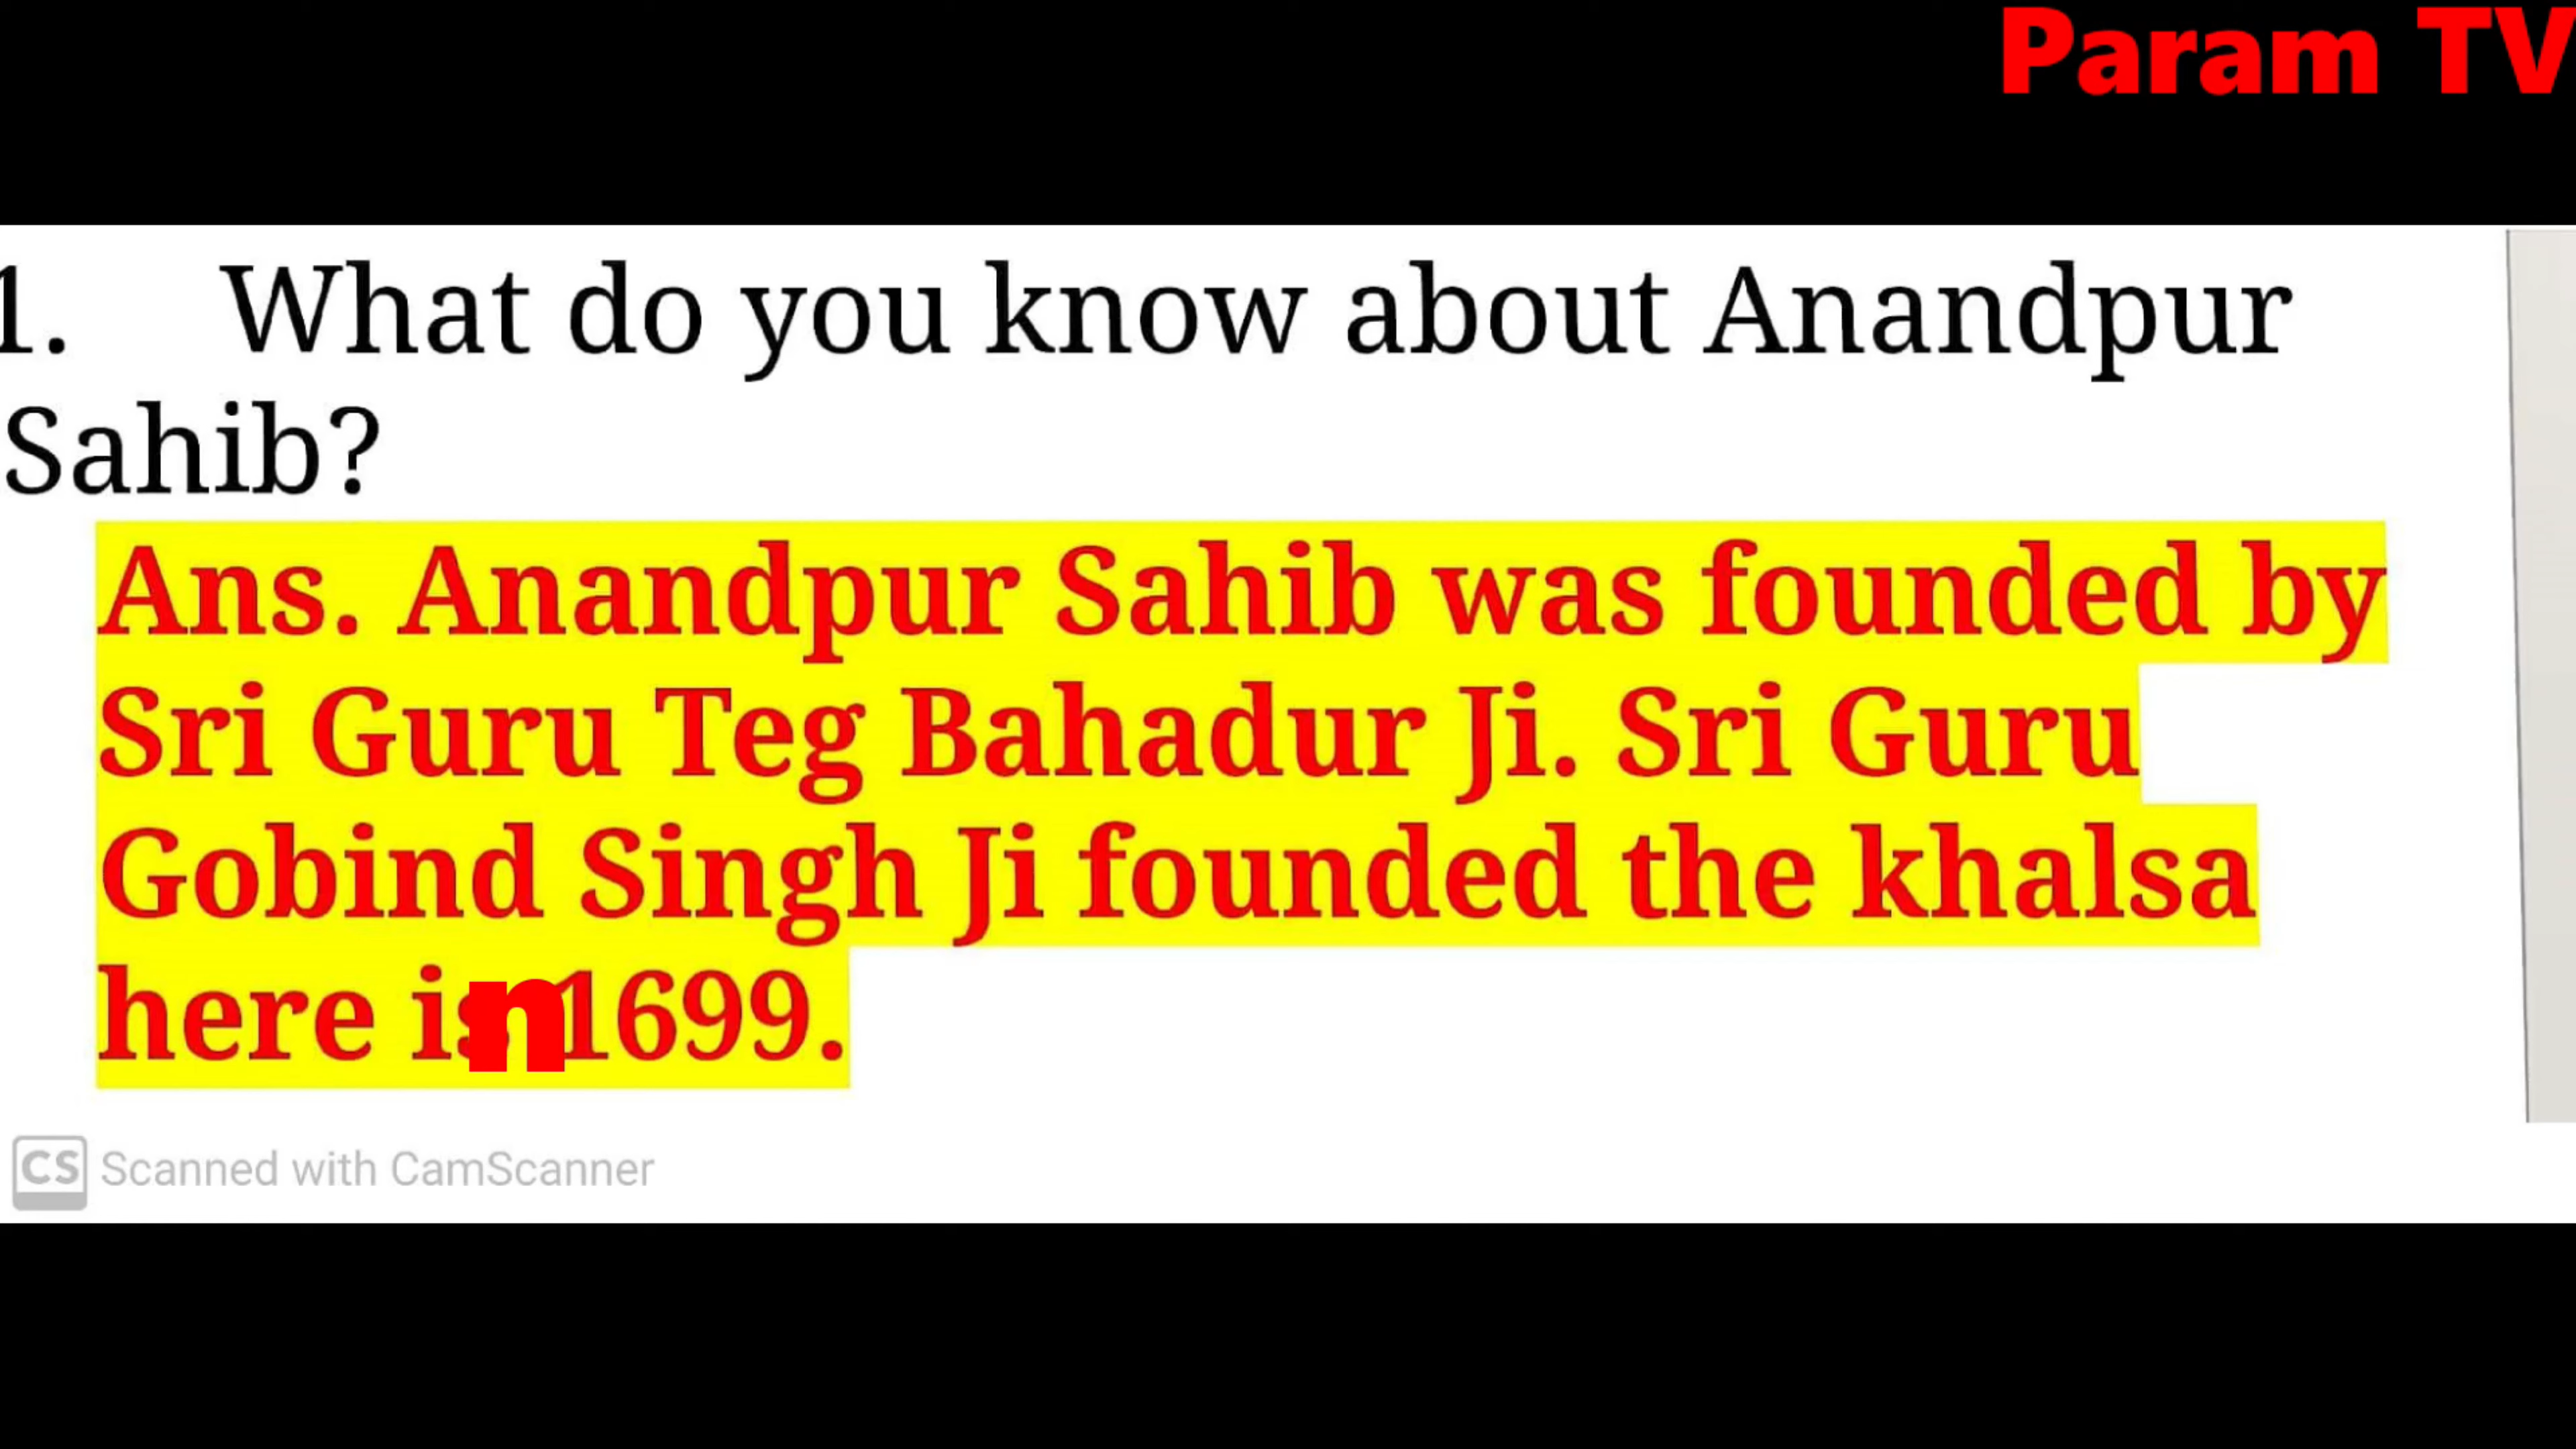 Param TV
1. What do you know about Anandpur
Sahib?
Ans. Anandpur Sahib was founded by
Sri Guru Teg Bahadur Ji. Sri Guru
Gobind Singh Ji founded the khalsa
here in 1699.
CS Scanned with CamScanner